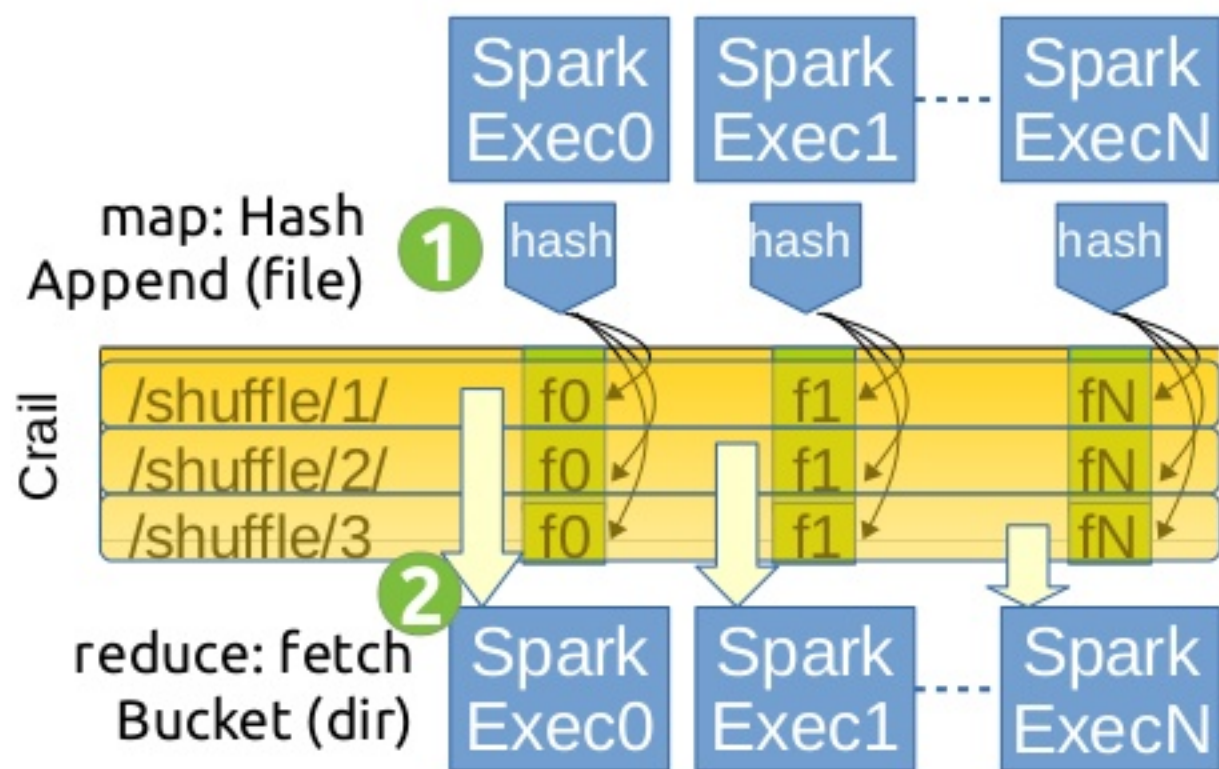 Spark
Exec0
Spark
Exec1
Spark
ExecN
map: Hash
Append (file)
1
hash
hash
hash
Crail
/shuffle/1/
f0
f1
fN
/shuffle/2/
f0
f1
fN
/shuffle/3
f0
f1
fN
2
reduce: fetch
Bucket (dir)
Spark
Exec0
Spark
Exec1
Spark
ExecN